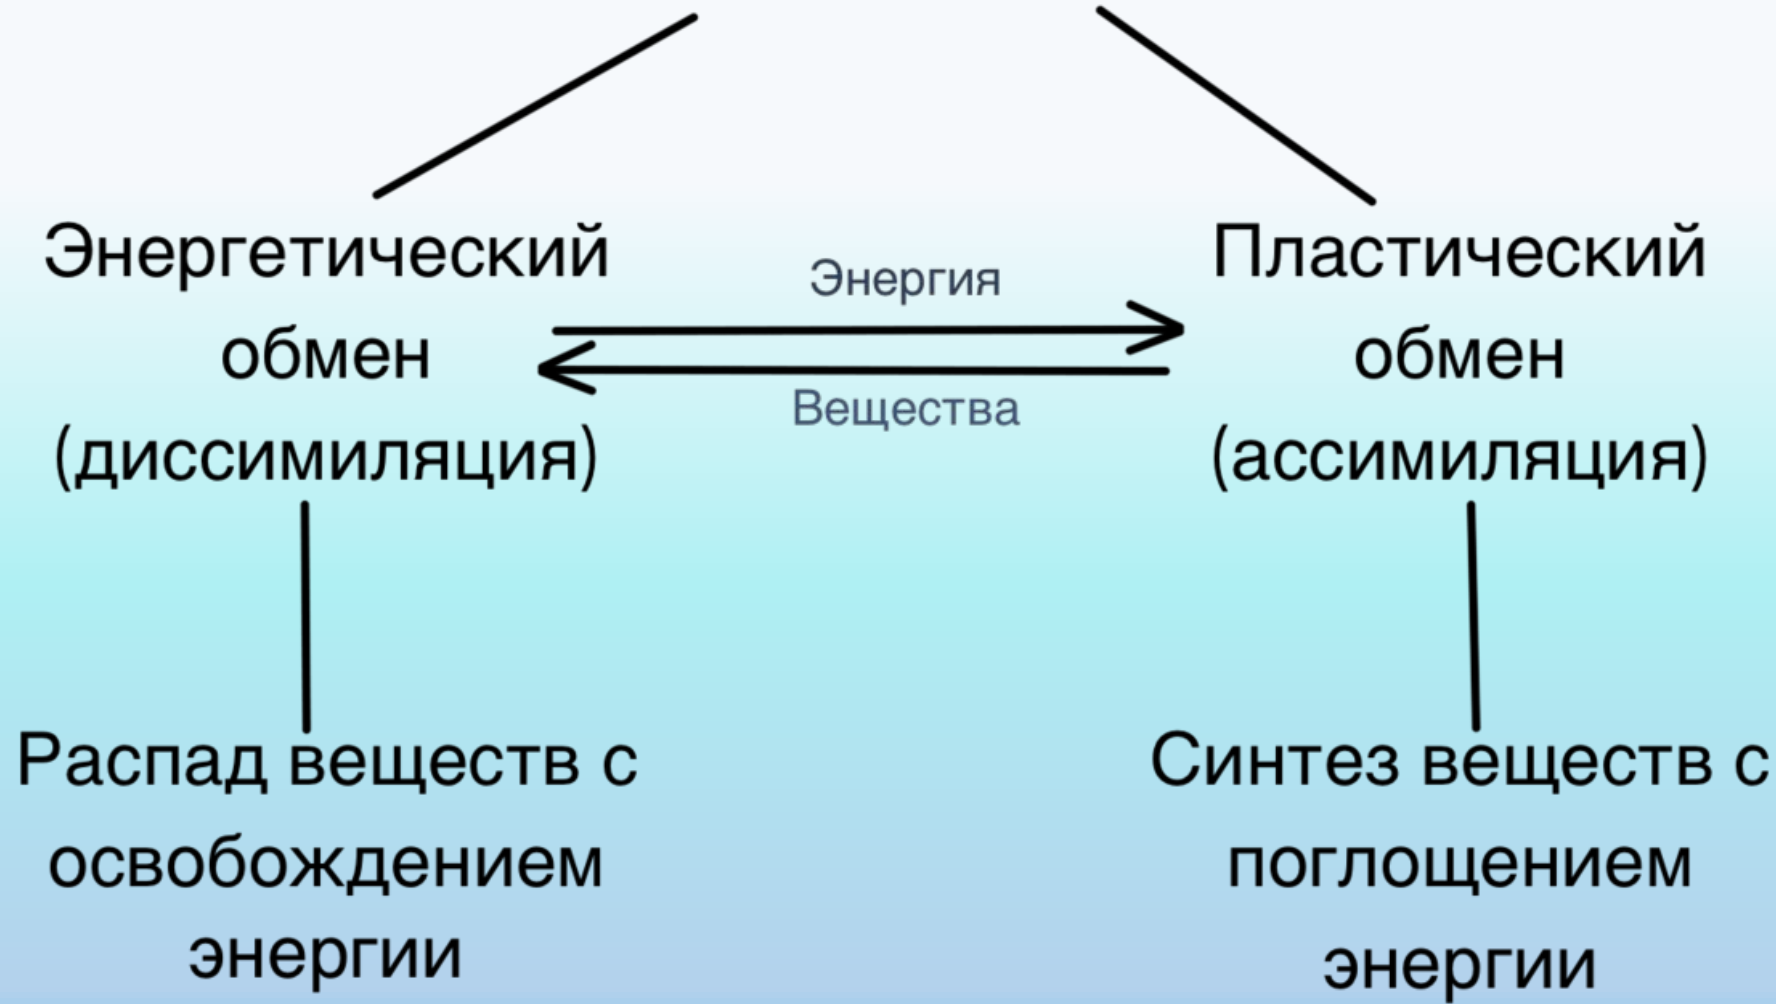 Энергетический
обмен
(диссимиляция)
Энергия
Вещества
Пластический
обмен
(ассимиляция)
Распад веществ с
освобождением
энергии
Синтез веществ с
поглощением
энергии